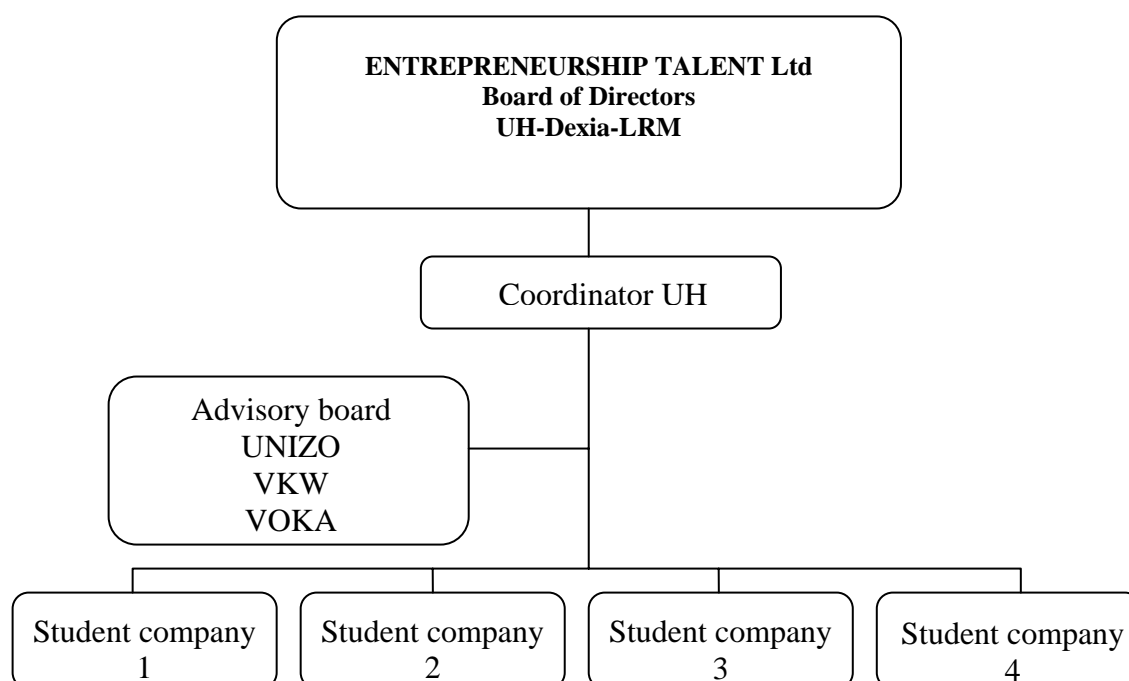 ENTREPRENEURSHIP TALENT Ltd
Board of Directors
UH-Dexia-LRM
Coordinator UH
Advisory board
UNIZO
VKW
VOKA
Student company
1
Student company
2
Student company
3
Student company
4